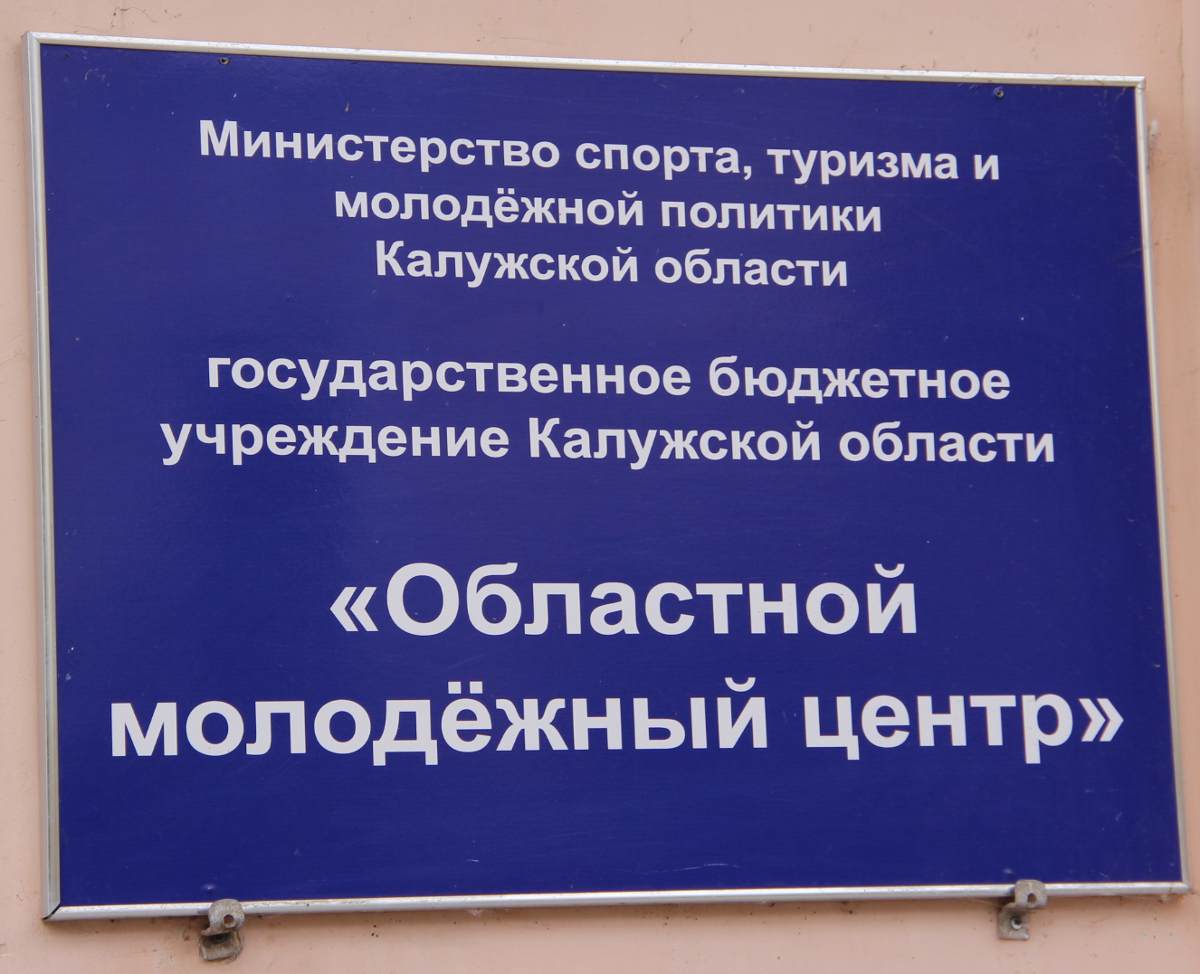 Министерство спорта, туризма и
молодёжной политики
Калужской области
государственное бюджетное
учреждение Калужской области
«Областной
молодёжный центр»